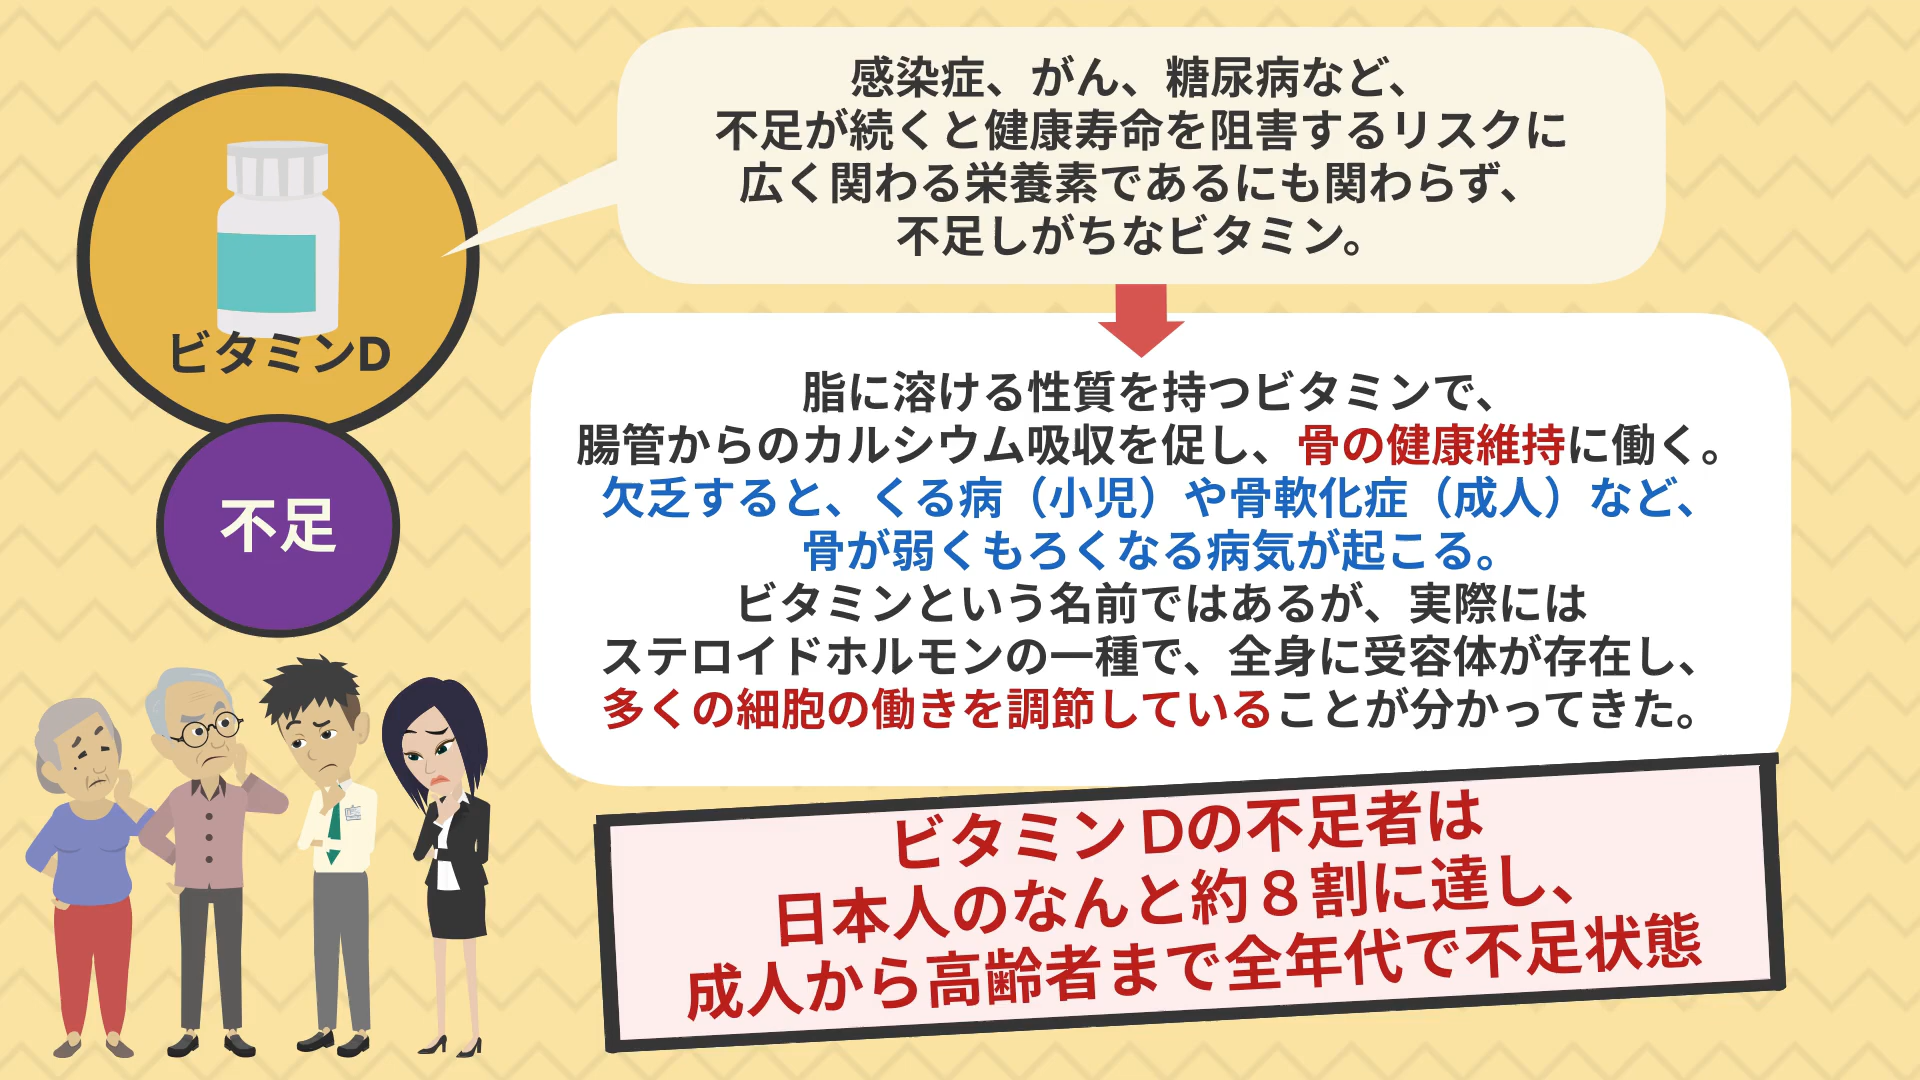 ビタミンD
不足
感染症、がん、糖尿病など、
不足が続くと健康寿命を阻害するリスクに
広く関わる栄養素であるにも関わらず、
不足しがちなビタミン。
脂に溶ける性質を持つビタミンで、
腸管からのカルシウム吸収を促し、骨の健康維持に働く。
欠乏すると、くる病（小児）や骨軟化症（成人）など、
骨が弱くもろくなる病気が起こる。
ビタミンという名前ではあるが、実際には
ステロイドホルモンの一種で、全身に受容体が存在し、
多くの細胞の働きを調節していることが分かってきた。
ビタミンDの不足者は
日本人のなんと約８割に達し、
成人から高齢者まで全年代で不足状態